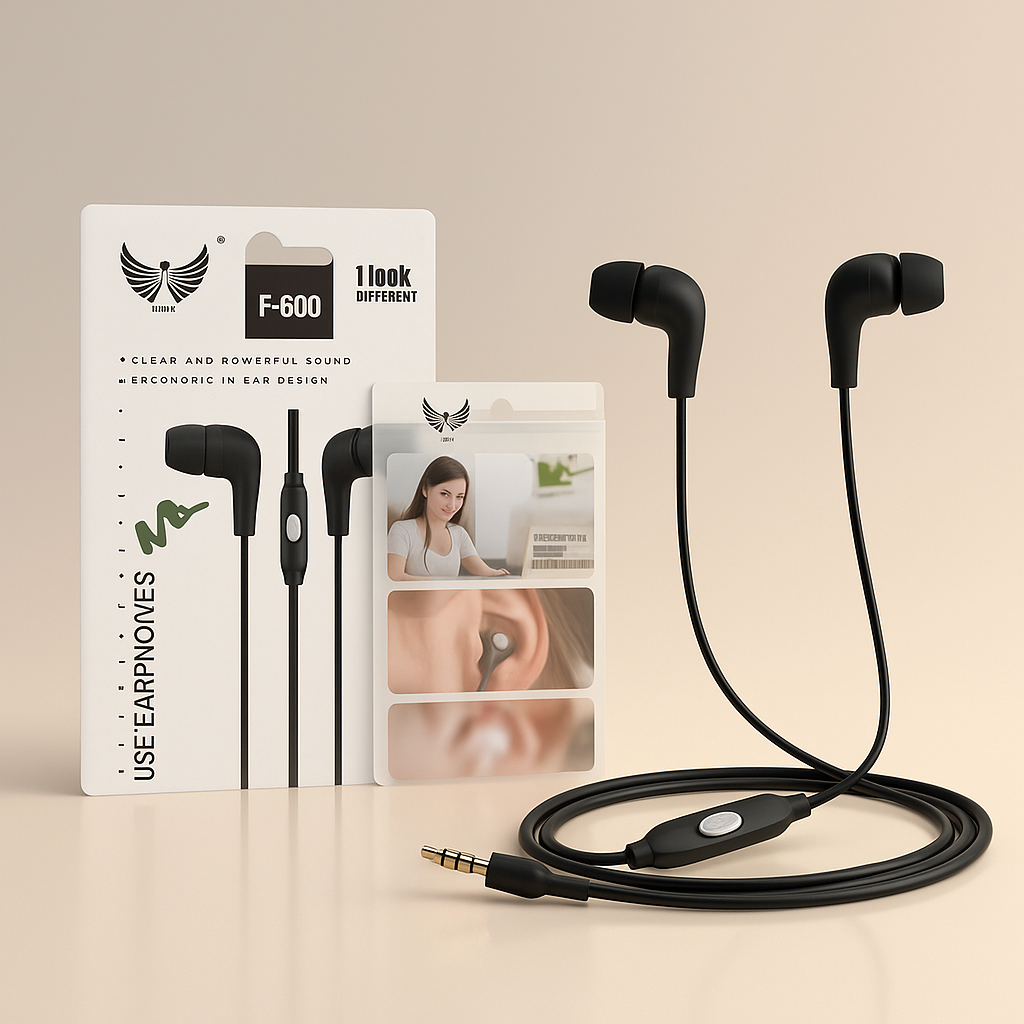 ®
F-600
1 look
DIFFERENT
CLEAR AND ROWERFUL SOUND
ERCONORIC IN EAR DESIGN
USE'EARPNONES